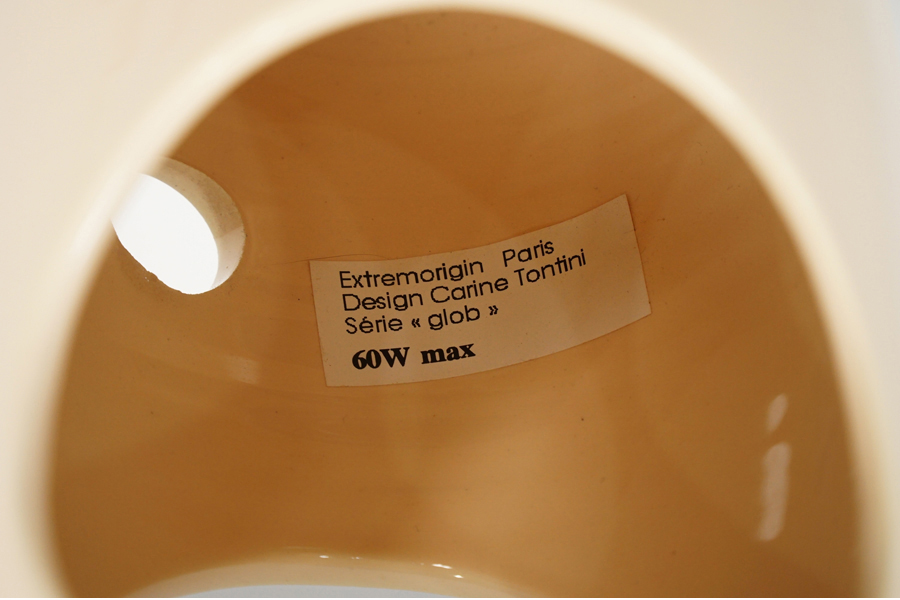 Extremorigin Paris
Design Carine Tontini
Série « glob »
60W max